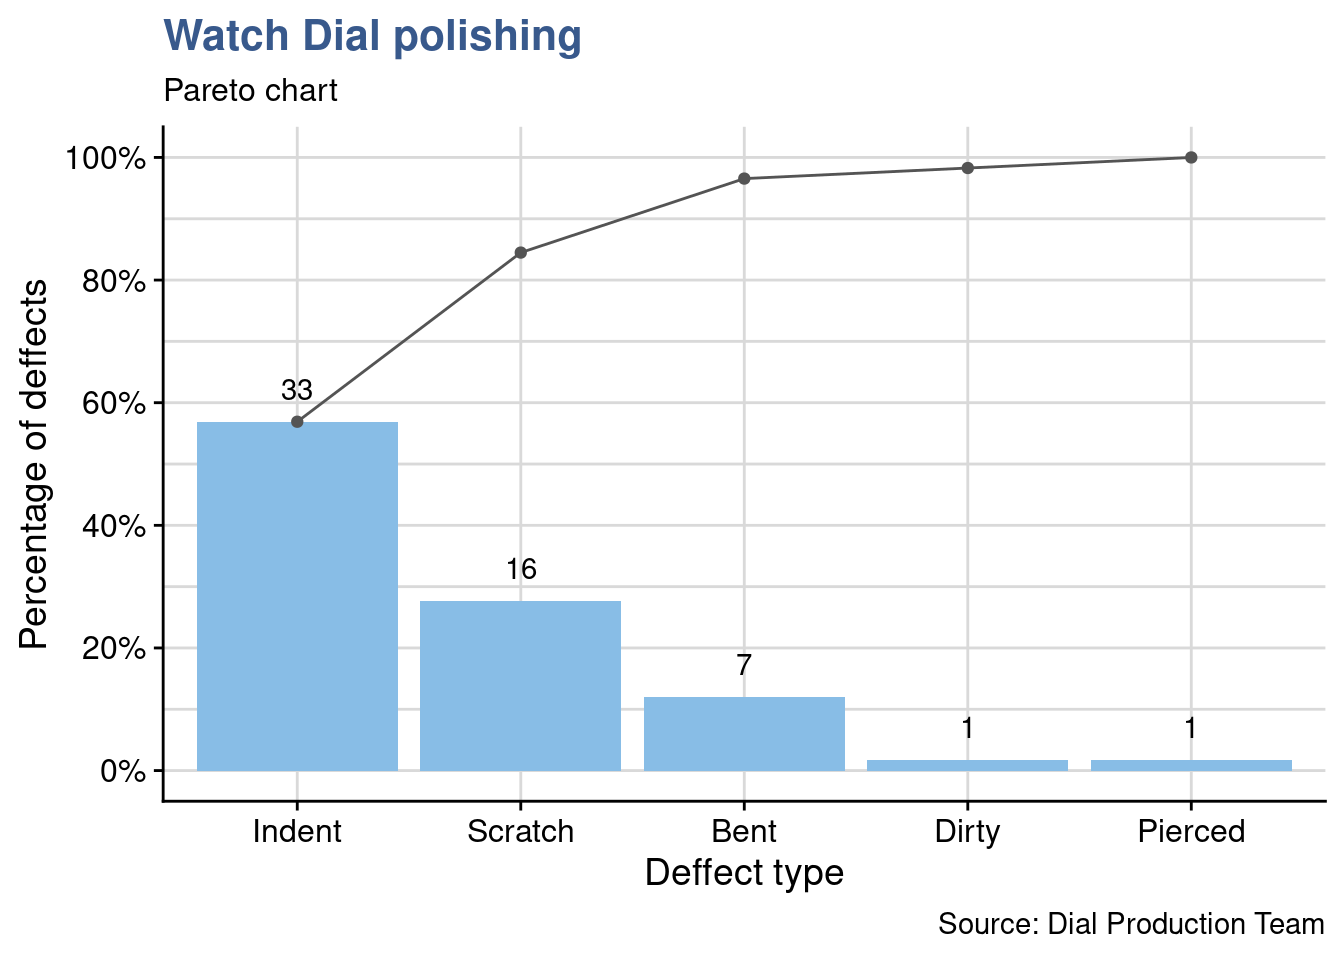 Watch Dial polishing
Pareto chart
Percentage of deffects
100%
80%
60%
40%
20%
0%
33
16
7
1
1
Indent
Scratch
Bent
Dirty
Pierced
Deffect type
Source: Dial Production Team